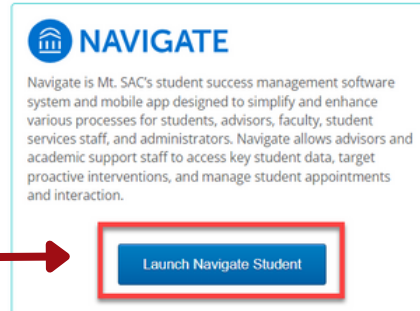 NAVIGATE
Navigate is Mt. SAC's student success management software
system and mobile app designed to simplify and enhance
various processes for students, advisors, faculty, student
services staff, and administrators. Navigate allows advisors and
academic support staff to access key student data, target
proactive interventions, and manage student appointments
and interaction.
Launch Navigate Student